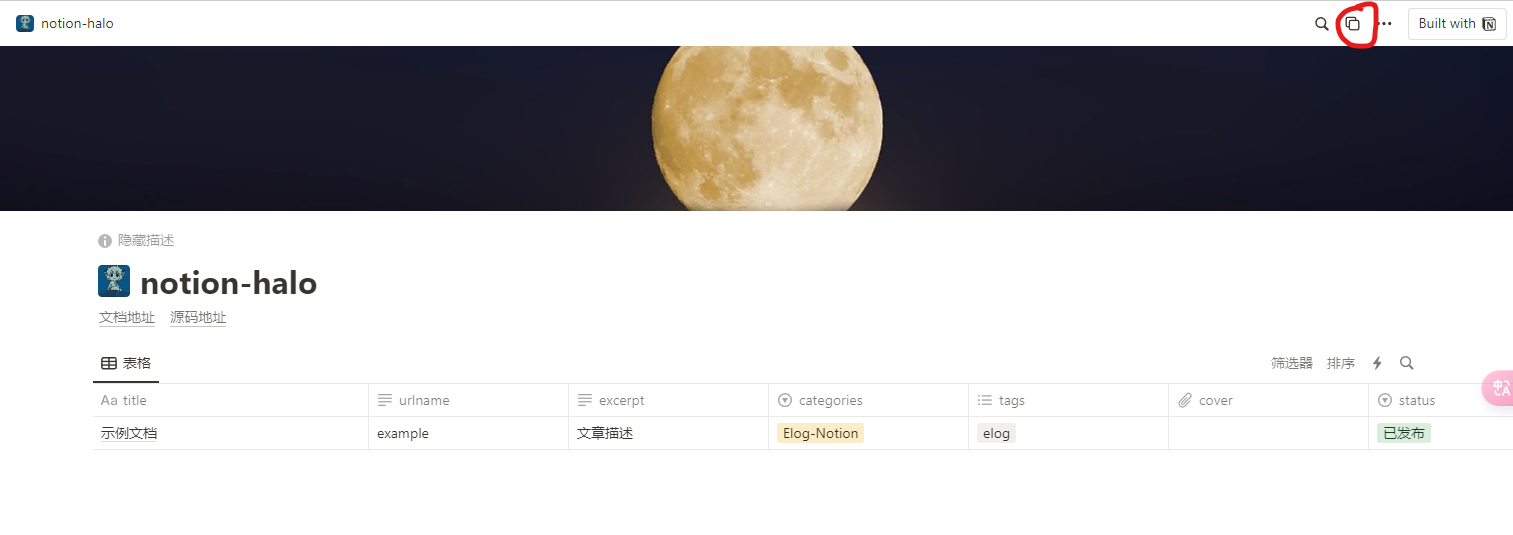 notion-halo
Built with
隐藏描述
notion-halo
文档地址 源码地址
表格
筛选器 排序
Aa title urlname excerpt categories tags cover status
示例文档 example 文章描述 Elog-Notion elog 已发布